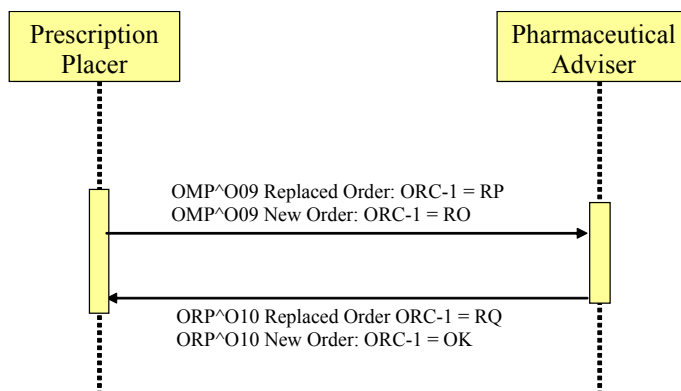 Prescription
Placer
Pharmaceutical
Adviser
OMP^O09 Replaced Order: ORC-1 = RP
OMP^O09 New Order: ORC-1 = RO
ORP^O10 Replaced Order ORC-1 = RQ
ORP^O10 New Order: ORC-1 = OK